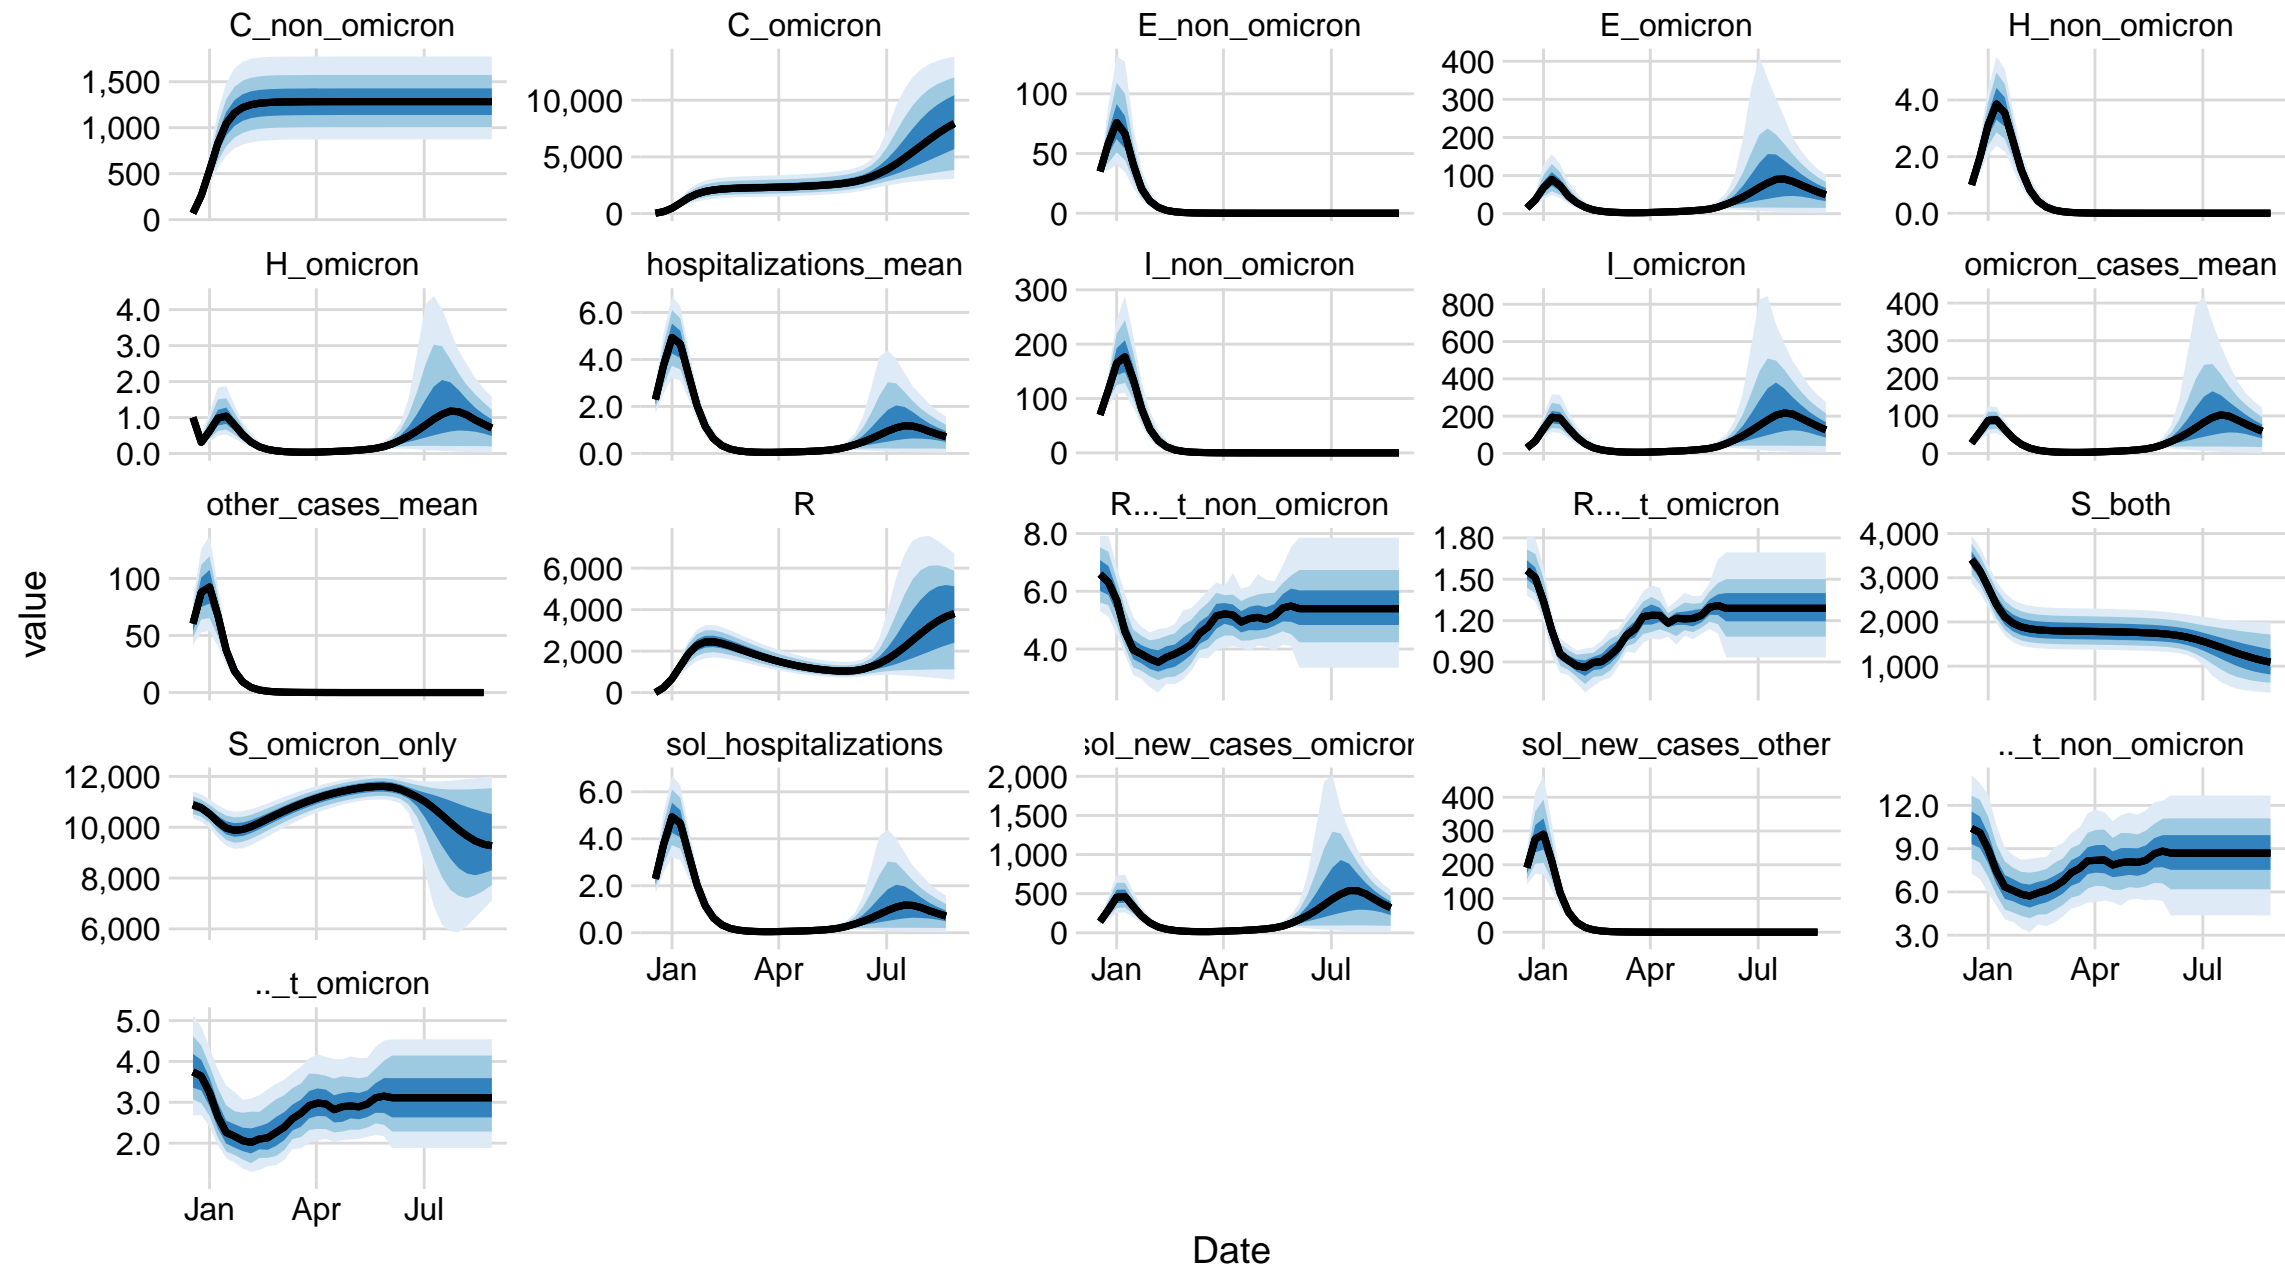 C_non_omicron C_omicron E_non_omicron E_omicron H_non_omicron
1,500 1,000 500 0
10,000 5,000 0
100 50 0
400 300 200 100 0
4.0 2.0 0.0
H_omicron hospitalizations_mean I_non_omicron I_omicron omicron_cases_mean
4.0 3.0 2.0 1.0 0.0
6.0 4.0 2.0 0.0
300 200 100 0
800 600 400 200 0
400 300 200 100 0
other_cases_mean R R..._t_non_omicron R..._t_omicron S_both
100 50 0
6,000 4,000 2,000 0
8.0 6.0 4.0
1.80 1.50 1.20 0.90
4,000 3,000 2,000 1,000
S_omicron_only sol_hospitalizations sol_new_cases_omicron sol_new_cases_other .._t_non_omicron
12,000 10,000 8,000 6,000
6.0 4.0 2.0 0.0
2,000 1,500 1,000 500 0
400 300 200 100 0
12.0 9.0 6.0 3.0
Jan Apr Jul
Jan Apr Jul
Jan Apr Jul
Jan Apr Jul
.._t_omicron
5.0 4.0 3.0 2.0
Jan Apr Jul
value
Date